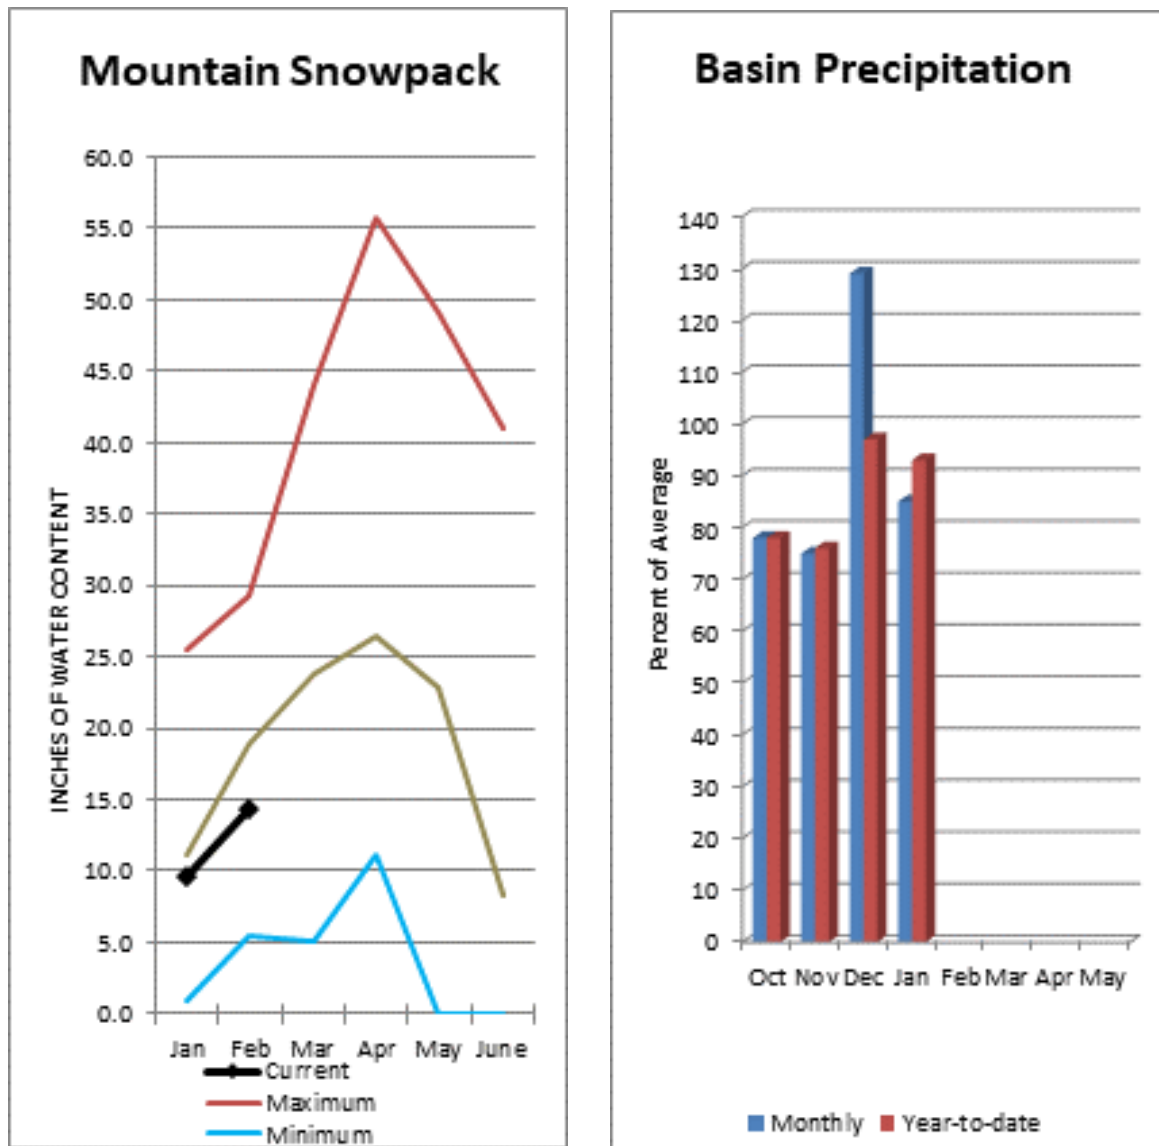 Mountain Snowpack
60.0
55.0
50.0
45.0
40.0
35.0
30.0
25.0
20.0
15.0
10.0
5.0
0.0
INCHES OF WATER CONTENT
Jan Feb Mar Apr May June
Current
Maximum
Minimum
Basin Precipitation
140
130
120
110
100
90
80
70
60
50
40
30
20
10
0
Percent of Average
Oct Nov Dec Jan Feb Mar Apr May
Monthly Year-to-date